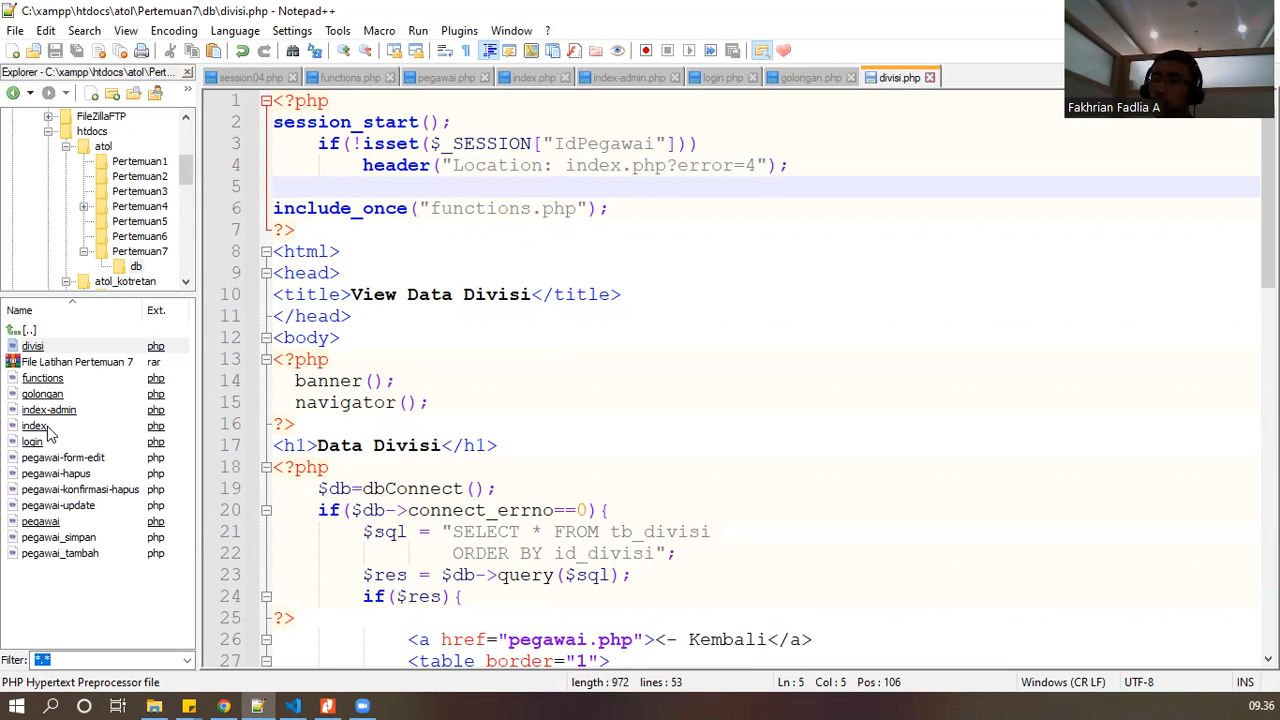 C:\xampp\htdocs\atol\Pertemuan7\db\divisi.php - Notepad++
File Edit Search View Encoding Language Settings Tools Macro Run Plugins Window ?
Explorer - C:\xampp\htdocs\atol\Pert...
session04.php functions.php pegawai.php index.php index-admin.php login.php golongan.php divisi.php
Fakhrian Fadlia A
FileZillaFTP
htdocs
atol
Pertemuan1
Pertemuan2
Pertemuan3
Pertemuan4
Pertemuan5
Pertemuan6
Pertemuan7
db
atol_kotretan
Name Ext.
[..]
divisi php
File Latihan Pertemuan 7 rar
functions php
golongan php
index-admin php
index php
login php
pegawai-form-edit php
pegawai-hapus php
pegawai-konfirmasi-hapus php
pegawai-update php
pegawai php
pegawai_simpan php
pegawai_tambah php
Filter: *.*
1 <?php
2 session_start();
3 if(!isset($_SESSION["IdPegawai"]))
4 header("Location: index.php?error=4");
5
6 include_once("functions.php");
7 ?>
8 <html>
9 <head>
10 <title>View Data Divisi</title>
11 </head>
12 <body>
13 <?php
14 banner();
15 navigator();
16 ?>
17 <h1>Data Divisi</h1>
18 <?php
19 $db=dbConnect();
20 if($db->connect_errno==0){
21 $sql = "SELECT * FROM tb_divisi
22 ORDER BY id_divisi";
23 $res = $db->query($sql);
24 if($res){
25 ?>
26 <a href="pegawai.php"><- Kembali</a>
27 <table border="1">
PHP Hypertext Preprocessor file length : 972 lines : 53 Ln : 5 Col : 5 Pos : 106 Windows (CR LF) UTF-8 INS
09.36